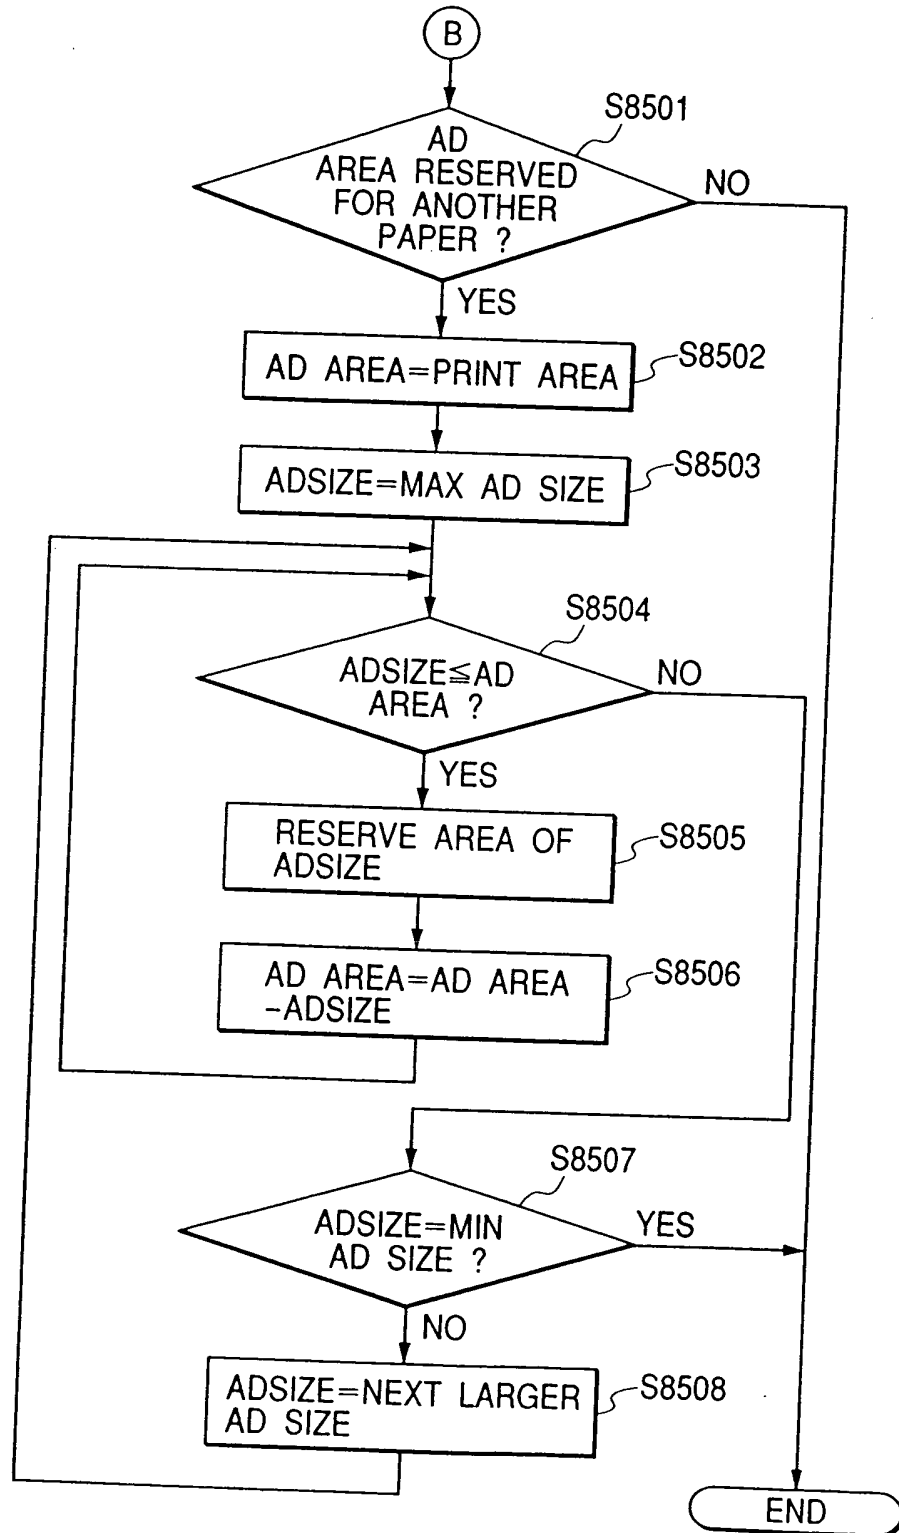 B
S8501
AD
AREA RESERVED
FOR ANOTHER
PAPER ?
NO
YES
AD AREA=PRINT AREA
S8502
ADSIZE=MAX AD SIZE
S8503
S8504
ADSIZE≦AD
AREA ?
NO
YES
RESERVE AREA OF
ADSIZE
S8505
AD AREA=AD AREA
-ADSIZE
S8506
S8507
ADSIZE=MIN
AD SIZE ?
YES
NO
ADSIZE=NEXT LARGER
AD SIZE
S8508
END